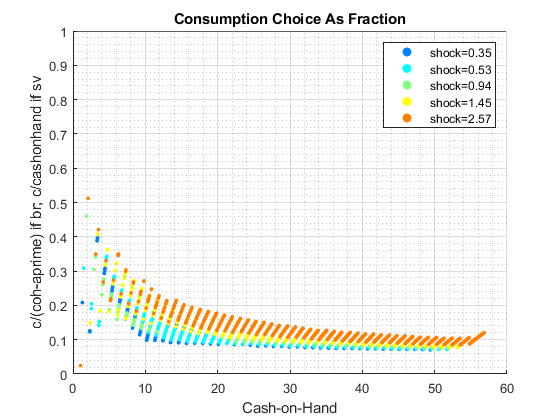 Consumption Choice As Fraction
c/(coh-aprime) if br, c/cashonhand if sv
1
0.9
0.8
0.7
0.6
0.5
0.4
0.3
0.2
0.1
0
shock=0.35
shock=0.53
shock=0.94
shock=1.45
shock=2.57
0 10 20 30 40 50 60
Cash-on-Hand